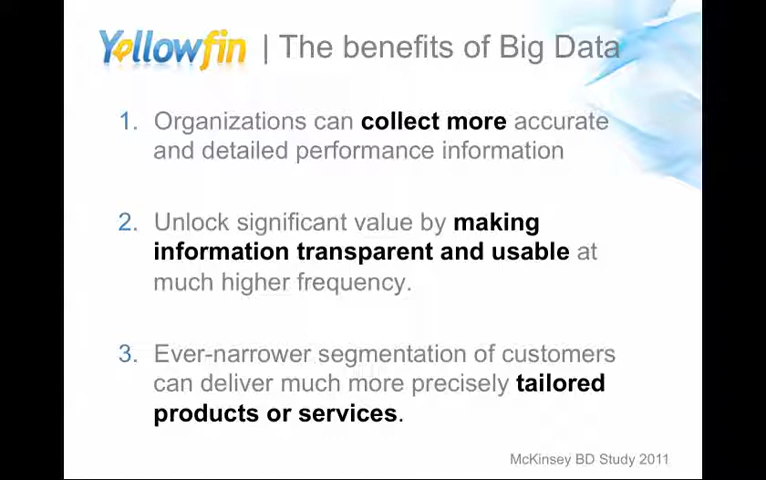 Yellowfin | The benefits of Big Data
1. Organizations can collect more accurate
and detailed performance information
2. Unlock significant value by making
information transparent and usable at
much higher frequency.
3. Ever-narrower segmentation of customers
can deliver much more precisely tailored
products or services.
McKinsey BD Study 2011